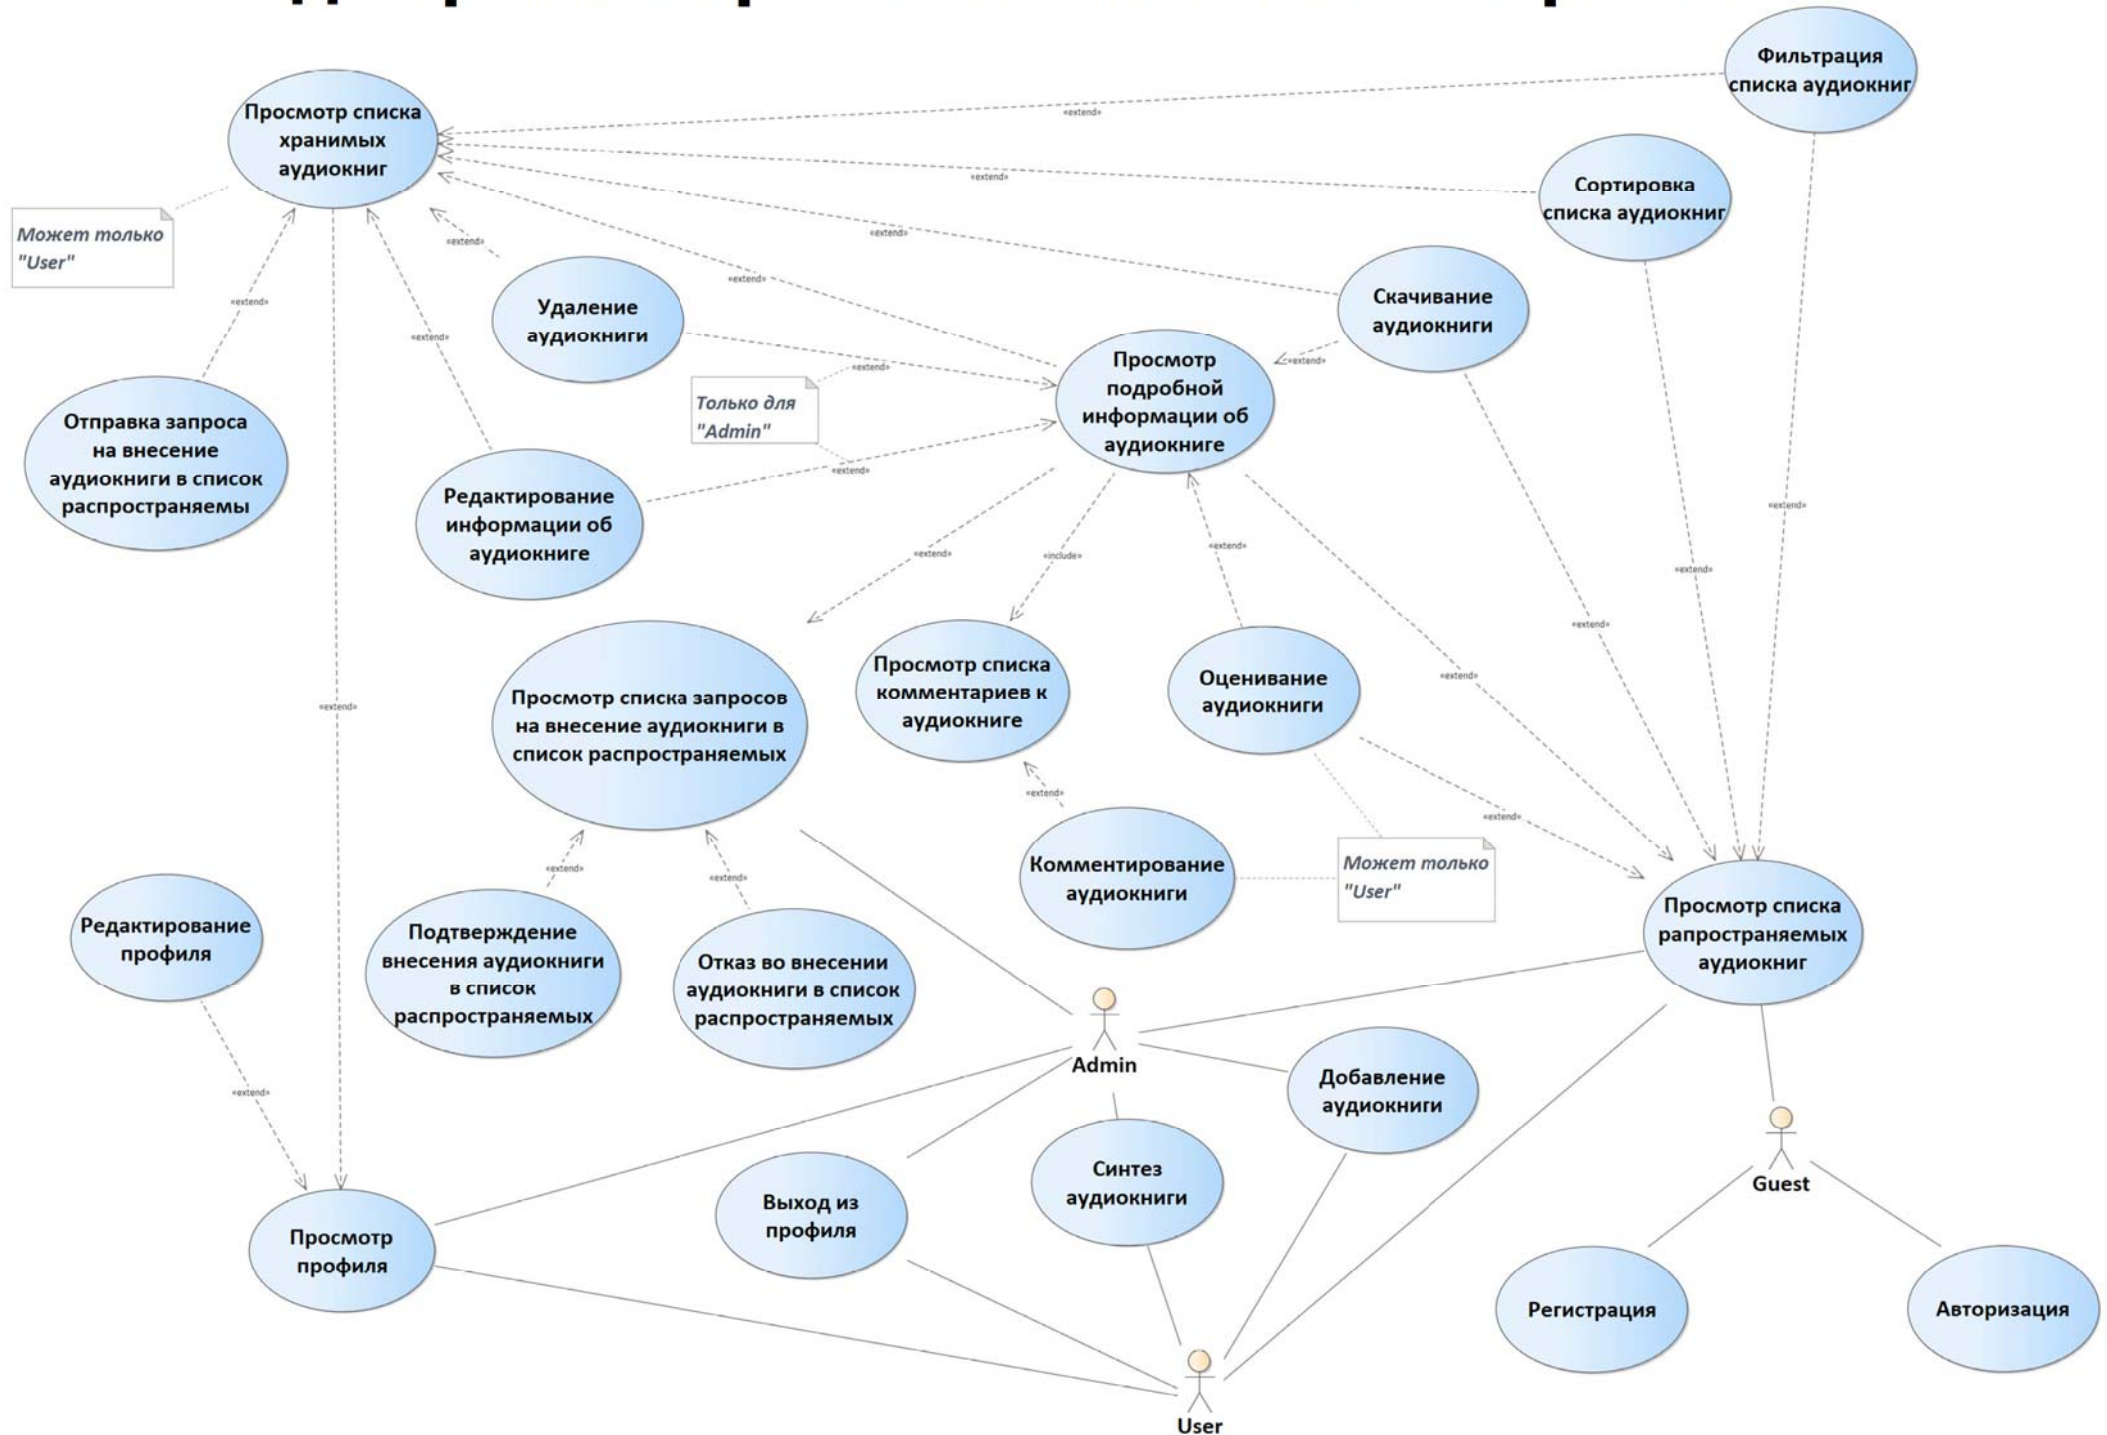 Фильтрация
списка аудиокниг
Просмотр списка
хранимых
аудиокниг
«extend»
Сортировка
списка аудиокниг
«extend»
Может только
"User"
«extend»
«extend»
«extend»
Скачивание
аудиокниги
«extend»
Удаление
аудиокниги
«extend»
«extend»
«extend»
Просмотр
подробной
информации об
аудиокниге
Только для
"Admin"
«extend»
Отправка запроса
на внесение
аудиокниги в список
распространяемы
Редактирование
информации об
аудиокниге
«extend»
«extend»
«include»
«extend»
«extend»
«extend»
«extend»
Просмотр списка запросов
на внесение аудиокниги в
список распространяемых
Просмотр списка
комментариев к
аудиокниге
Оценивание
аудиокниги
«extend»
«extend»
«extend»
«extend»
Комментирование
аудиокниги
Может только
"User"
Просмотр списка
рапространяемых
аудиокниг
«extend»
«extend»
Редактирование
профиля
Подтверждение
внесения аудиокниги
в список
распространяемых
Отказ во внесении
аудиокниги в список
распространяемых
Admin
Добавление
аудиокниги
«extend»
Guest
Синтез
аудиокниги
Выход из
профиля
Просмотр
профиля
Регистрация
Авторизация
User